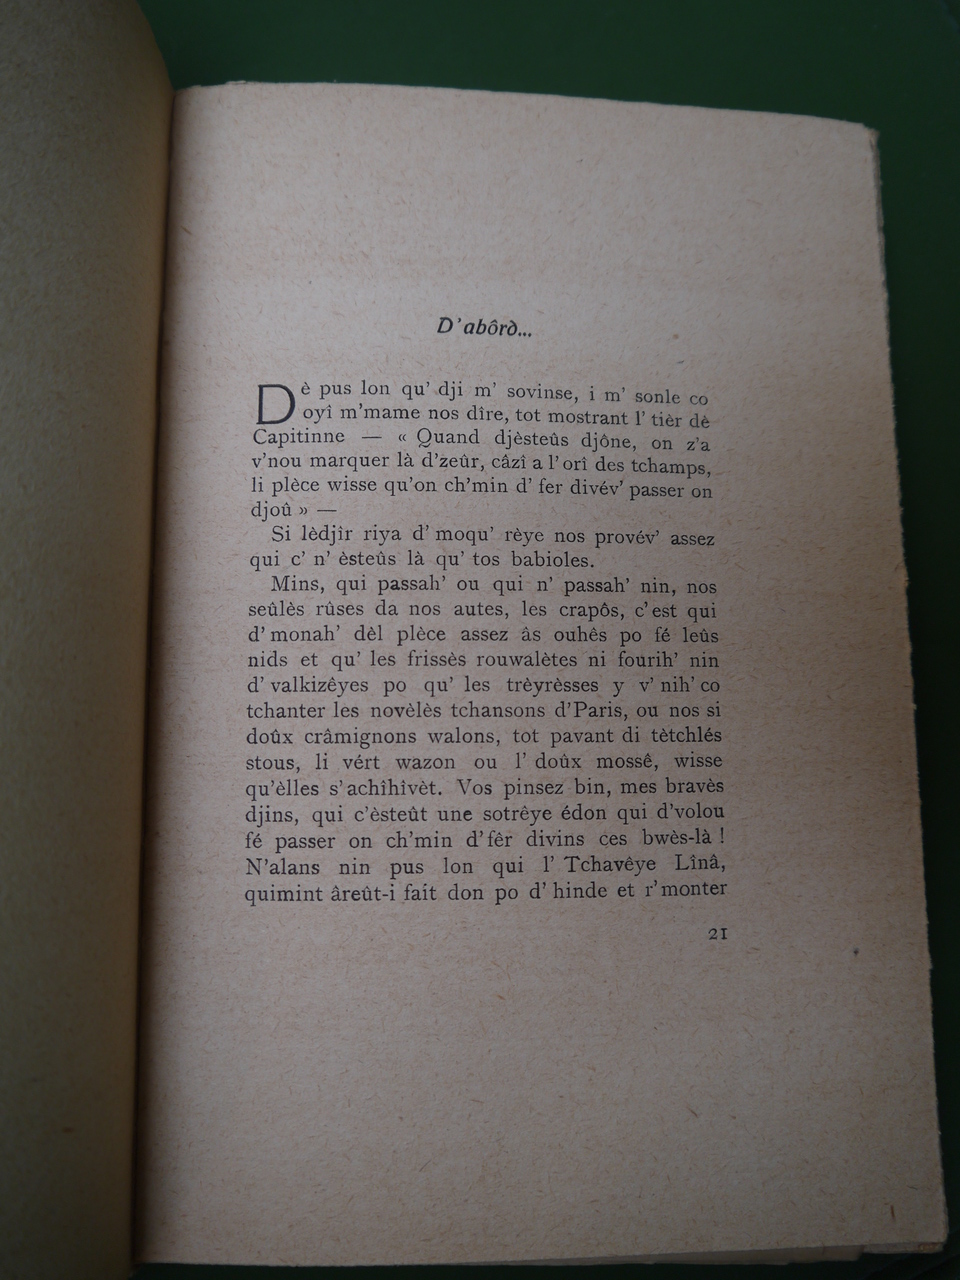 D'abôrd...
Dè pus lon qu' dji m' sovinse, i m' sonle co
oyî m'mame nos dîre, tot mostrant l' tièr dè
Capitinne — « Quand djèsteûs djône, on z'a
v'nou marquer là d'zeûr, câzî a l'orî des tchamps,
li plèce wisse qu'on ch'min d' fer divév' passer on
djoû » —
Si lèdjîr riya d' moqu' rèye nos provév' assez
qui c' n' èsteûs là qu' tos babioles.
Mins, qui passah' ou qui n' passah' nin, nos
seûlès rûses da nos autes, les crapôs, c'est qui
d' monah' dèl plèce assez âs ouhês po fé leûs
nids et qu' les frissès rouwalètes ni fourih' nin
d' valkizêyes po qu' les trèyrèsses y v' nih' co
tchanter les novèlès tchansons d'Paris, ou nos si
doûx crâmignons walons, tot pavant di tètchlés
stous, li vért wazon ou l' doûx mossê, wisse
qu'èlles s'achîhîvèt. Vos pinsez bin, mes bravès
djins, qui c'èsteût une sotrêye édon qui d'volou
fé passer on ch'min d'fêr divins ces bwès-là !
N'alans nin pus lon qui l' Tchavêye Lînâ,
quimint âreût-i fait don po d' hinde et r'monter
21